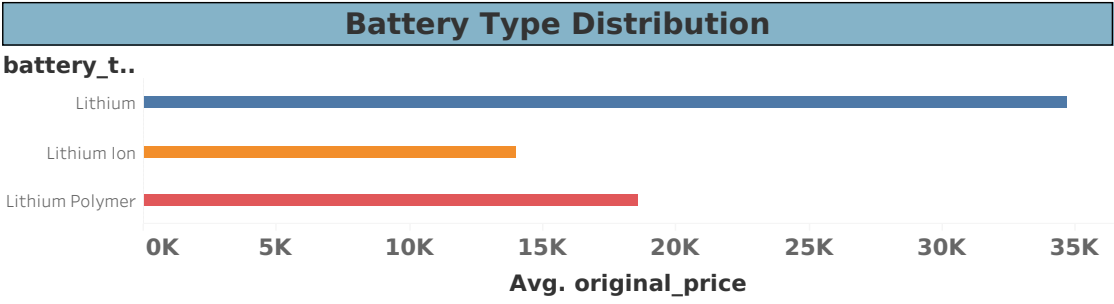 Battery Type Distribution
battery_t..
Lithium
Lithium Ion
Lithium Polymer
0K 5K 10K 15K 20K 25K 30K 35K
Avg. original_price